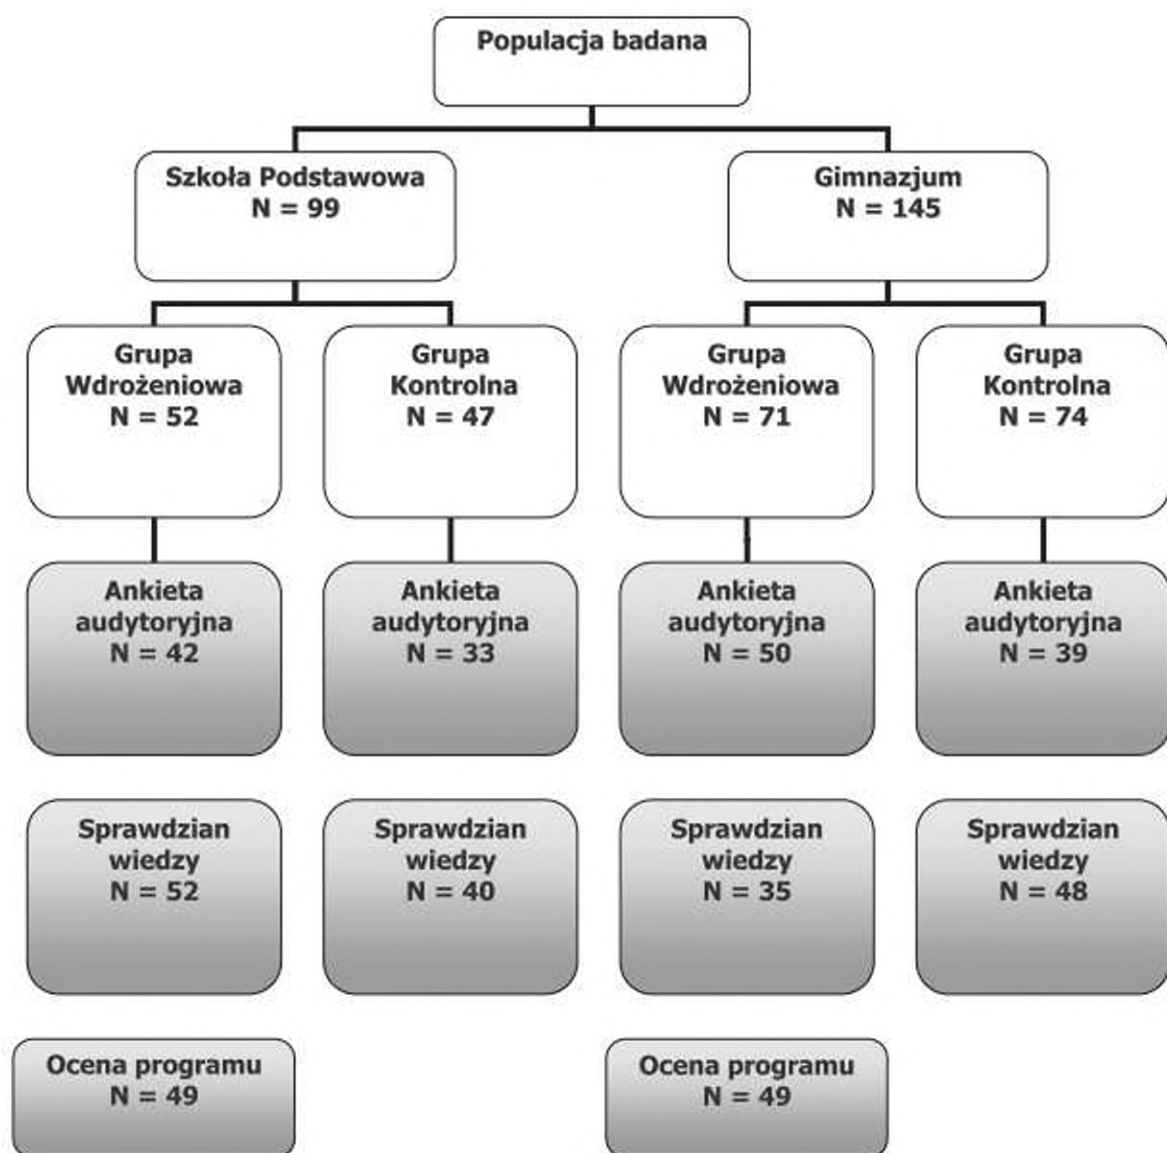 Populacja badana
Szkoła Podstawowa
N = 99
Gimnazjum
N = 145
Grupa
Wdrożeniowa
N = 52
Grupa
Kontrolna
N = 47
Grupa
Wdrożeniowa
N = 71
Grupa
Kontrolna
N = 74
Ankieta
audytoryjna
N = 42
Ankieta
audytoryjna
N = 33
Ankieta
audytoryjna
N = 50
Ankieta
audytoryjna
N = 39
Sprawdzian
wiedzy
N = 52
Sprawdzian
wiedzy
N = 40
Sprawdzian
wiedzy
N = 35
Sprawdzian
wiedzy
N = 48
Ocena programu
N = 49
Ocena programu
N = 49